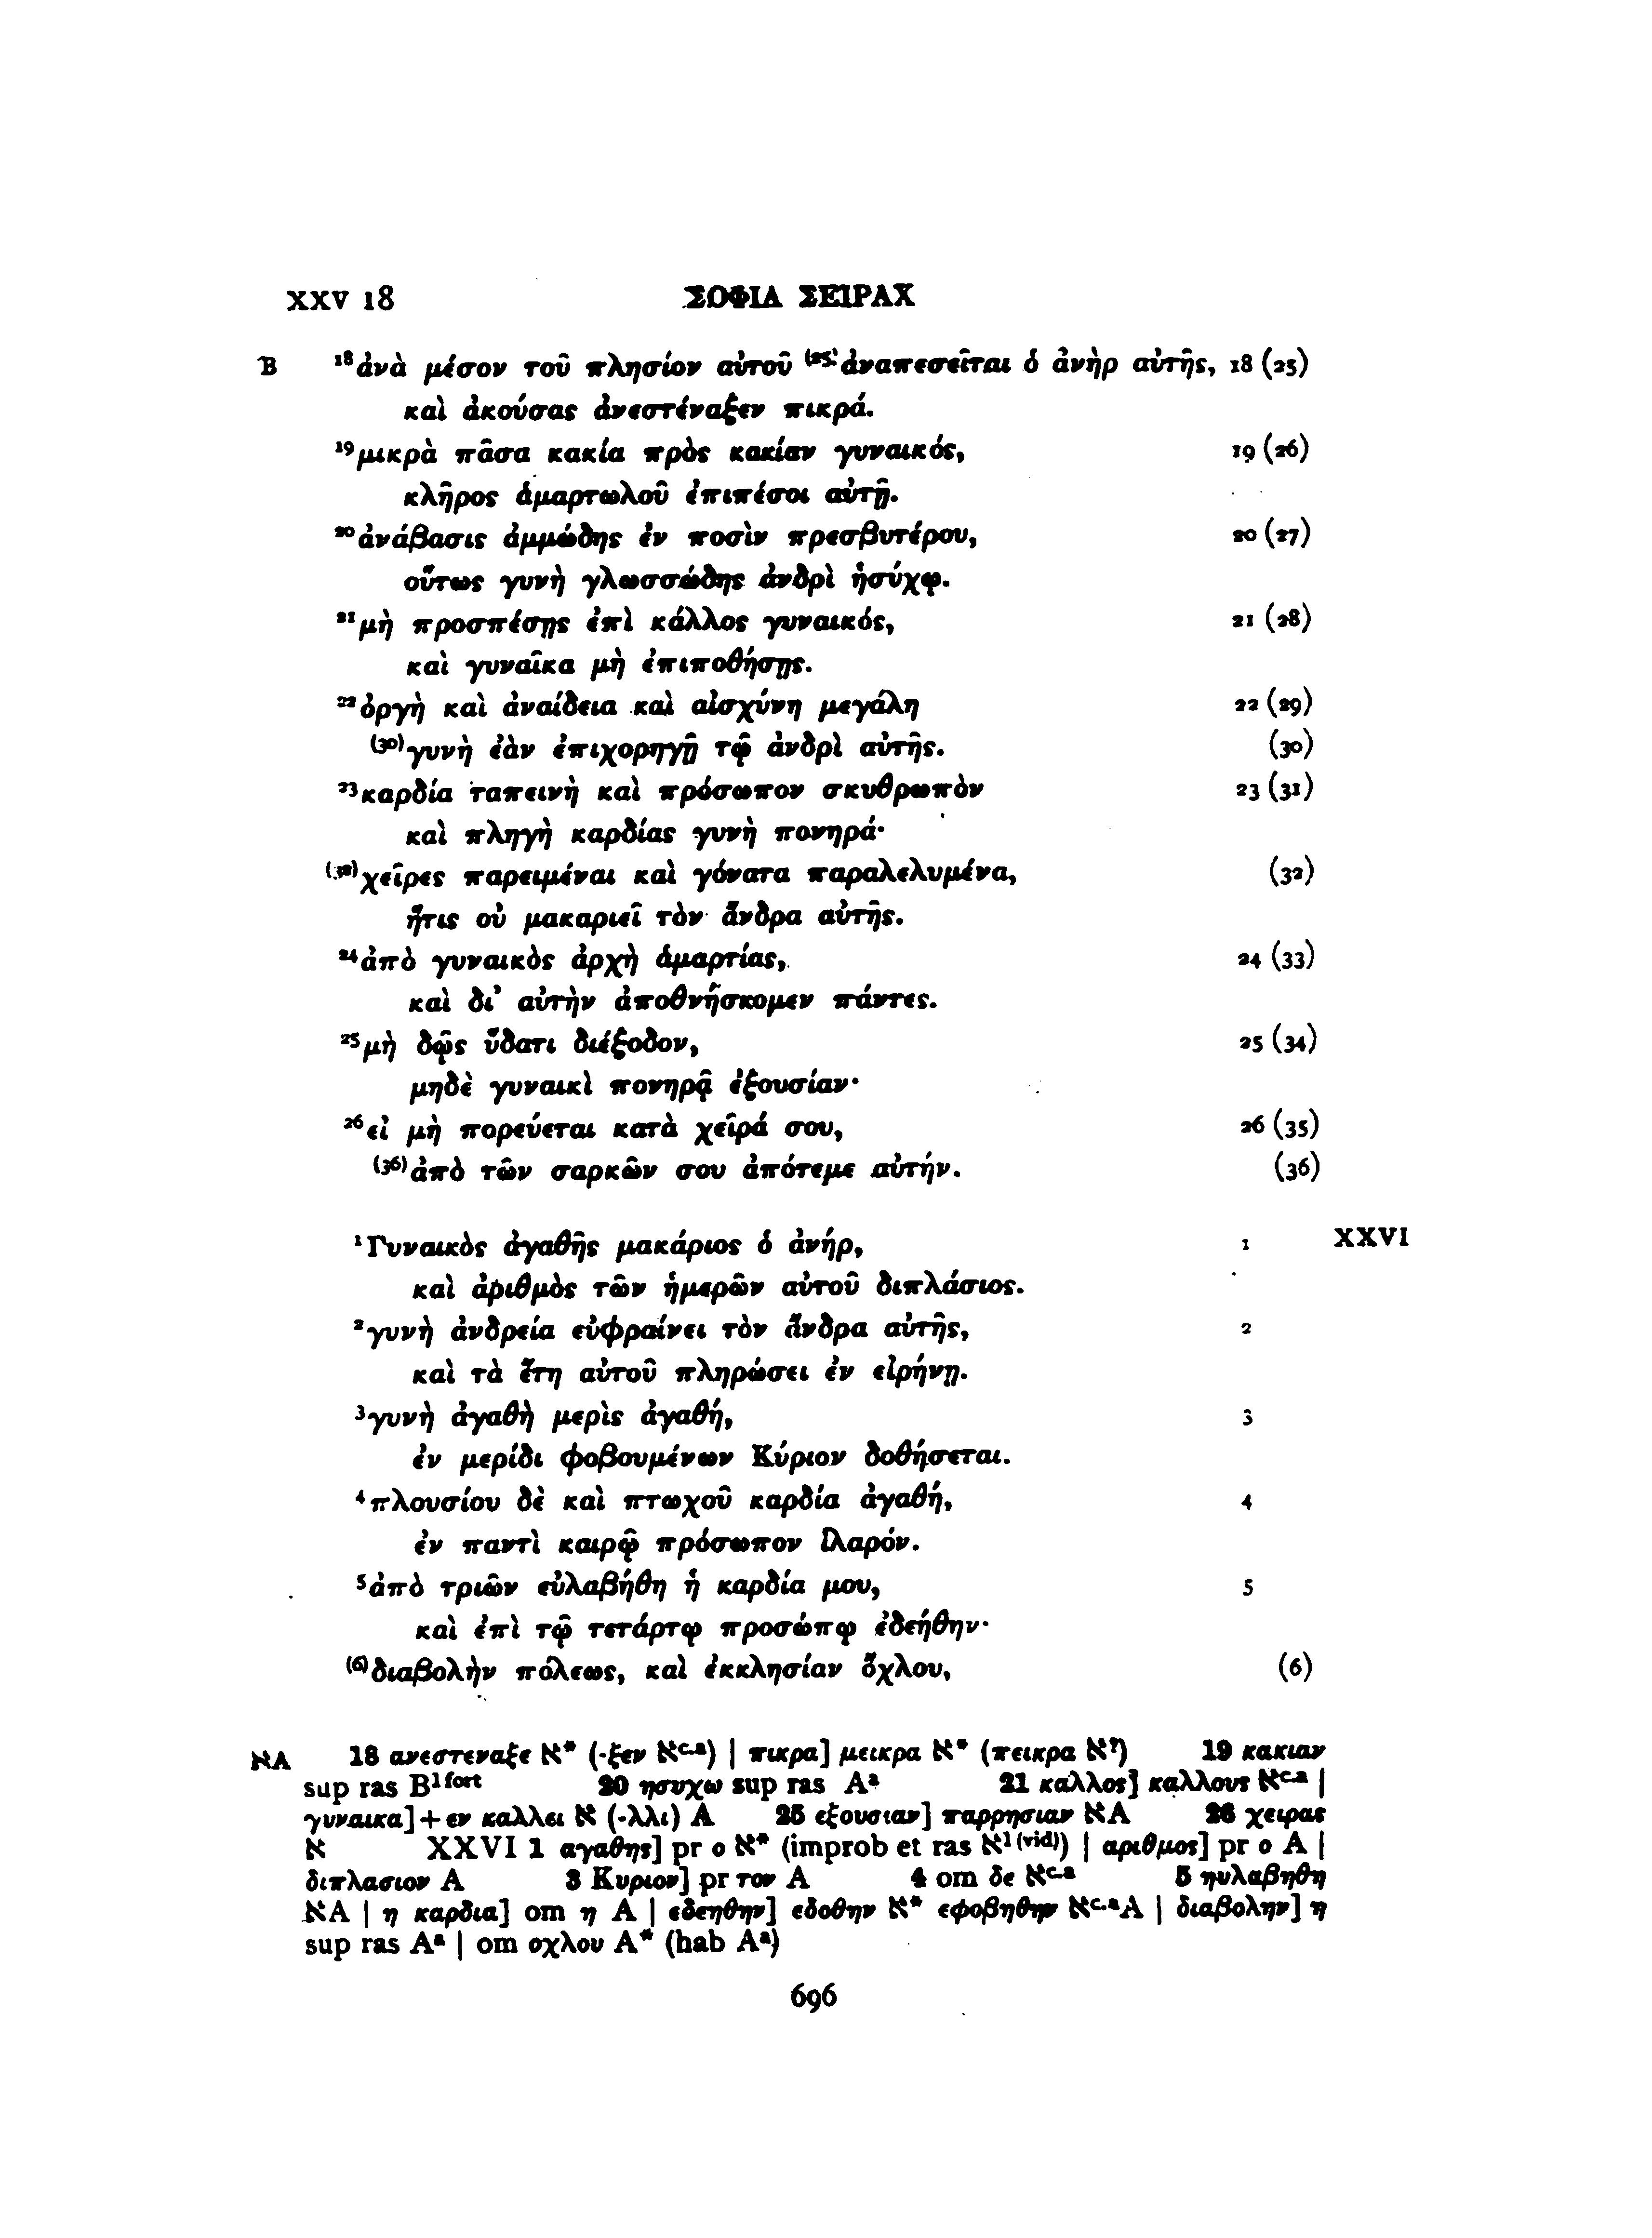 XXV 18 ΣΟΦΙΑ ΣΕΙΡΑΧ
B ¹⁸ἀνὰ μέσον τοῦ πλησίον αὐτοῦ ⁽²⁵⁾ἀναπεσεῖται ὁ ἀνὴρ αὐτῆς, 18 (25)
καὶ ἀκούσας ἀνεστέναξεν πικρά.
¹⁹μικρὰ πᾶσα κακία πρὸς κακίαν γυναικός, 19 (26)
κλῆρος ἁμαρτωλοῦ ἐπιπέσοι αὐτῇ.
²⁰ἀνάβασις ἀμμώδης ἐν ποσὶν πρεσβυτέρου, 20 (27)
οὕτως γυνὴ γλωσσώδης ἀνδρὶ ἡσύχῳ.
²¹μὴ προσπέσῃς ἐπὶ κάλλος γυναικός, 21 (28)
καὶ γυναῖκα μὴ ἐπιποθήσῃς.
²²ὀργὴ καὶ ἀναίδεια καὶ αἰσχύνη μεγάλη 22 (29)
⁽³⁰⁾γυνὴ ἐὰν ἐπιχορηγῇ τῷ ἀνδρὶ αὐτῆς. (30)
²³καρδία ταπεινὴ καὶ πρόσωπον σκυθρωπὸν 23 (31)
καὶ πληγὴ καρδίας γυνὴ πονηρά·
⁽³²⁾χεῖρες παρειμέναι καὶ γόνατα παραλελυμένα, (32)
ἥτις οὐ μακαριεῖ τὸν ἄνδρα αὐτῆς.
²⁴ἀπὸ γυναικὸς ἀρχὴ ἁμαρτίας, 24 (33)
καὶ δι᾽ αὐτὴν ἀποθνήσκομεν πάντες.
²⁵μὴ δῷς ὕδατι διέξοδον, 25 (34)
μηδὲ γυναικὶ πονηρᾷ ἐξουσίαν·
²⁶εἰ μὴ πορεύεται κατὰ χεῖρά σου, 26 (35)
⁽³⁶⁾ἀπὸ τῶν σαρκῶν σου ἀπότεμε αὐτήν. (36)
¹Γυναικὸς ἀγαθῆς μακάριος ὁ ἀνήρ, 1 XXVI
καὶ ἀριθμὸς τῶν ἡμερῶν αὐτοῦ διπλάσιος.
²γυνὴ ἀνδρεία εὐφραίνει τὸν ἄνδρα αὐτῆς, 2
καὶ τὰ ἔτη αὐτοῦ πληρώσει ἐν εἰρήνῃ.
³γυνὴ ἀγαθὴ μερὶς ἀγαθή, 3
ἐν μερίδι φοβουμένων Κύριον δοθήσεται.
⁴πλουσίου δὲ καὶ πτωχοῦ καρδία ἀγαθή, 4
ἐν παντὶ καιρῷ πρόσωπον ἱλαρόν.
⁵ἀπὸ τριῶν εὐλαβήθη ἡ καρδία μου, 5
καὶ ἐπὶ τῷ τετάρτῳ προσώπῳ ἐδεήθην·
⁽⁶⁾διαβολὴν πόλεως, καὶ ἐκκλησίαν ὄχλου, (6)
אA 18 ανεστεναξε א* (-ξεν אᶜ·ᵃ) | πικρα] μεικρα א* (πεικρα א?) 19 κακιαν
sup ras B¹ ᶠᵒʳᵗ 20 ησυχω sup ras Aᵃ 21 καλλος] καλλους אᶜ·ᵃ |
γυναικα] + εν καλλει א (-λλι) A 25 εξουσιαν] παρρησιαν אA 26 χειρας
א XXVI 1 αγαθης] pr ο א* (improb et ras א¹ ⁽ᵛⁱᵈ⁾) | αριθμος] pr ο A |
διπλασιον A 3 Κυριον] pr τον A 4 om δε אᶜ·ᵃ 5 ηυλαβηθη
אA | η καρδια] om η A | εδεηθην] εδοθην א* εφοβηθην אᶜ·ᵃA | διαβολην] η
sup ras Aᵃ | om οχλου A* (hab Aᵃ)
696